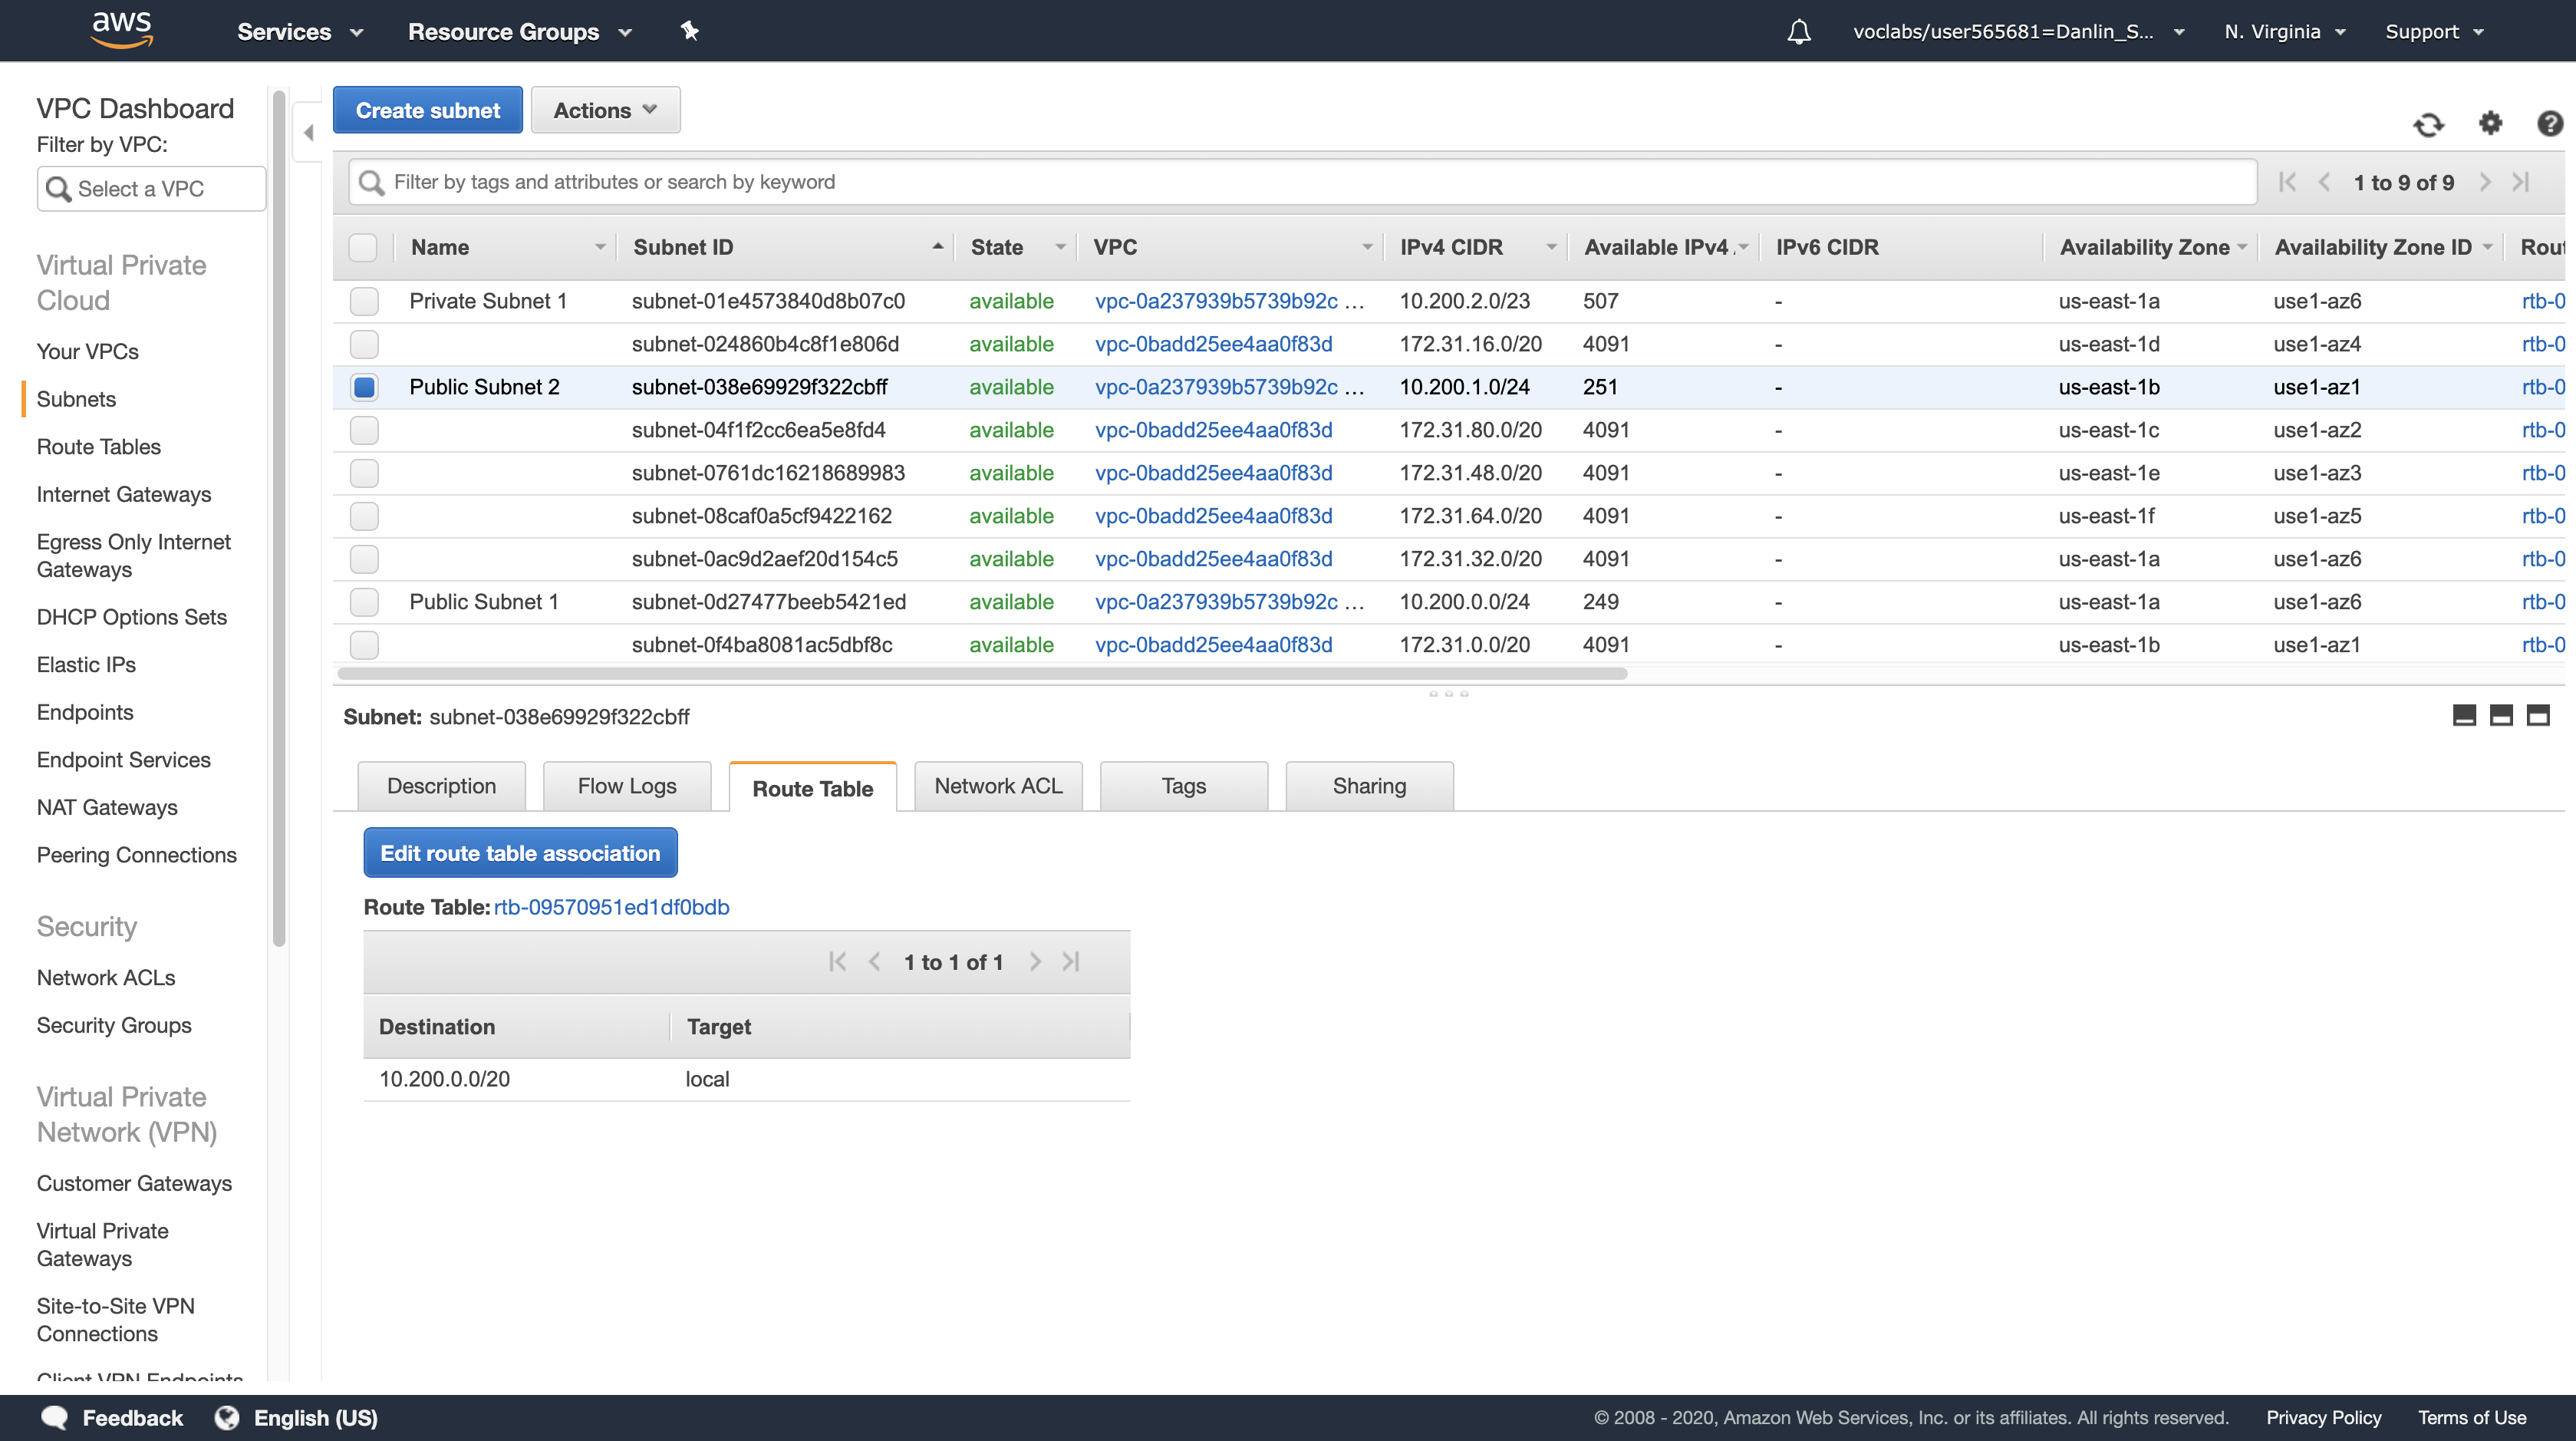 aws
Services
Resource Groups
voclabs/user565681=Danlin_S...
N. Virginia
Support
VPC Dashboard
Filter by VPC:
Select a VPC
Virtual Private
Cloud
Your VPCs
Subnets
Route Tables
Internet Gateways
Egress Only Internet
Gateways
DHCP Options Sets
Elastic IPs
Endpoints
Endpoint Services
NAT Gateways
Peering Connections
Security
Network ACLs
Security Groups
Virtual Private
Network (VPN)
Customer Gateways
Virtual Private
Gateways
Site-to-Site VPN
Connections
Client VPN Endpoints
Create subnet Actions
Filter by tags and attributes or search by keyword
1 to 9 of 9
Name Subnet ID State VPC IPv4 CIDR Available IPv4 IPv6 CIDR Availability Zone Availability Zone ID Rout
Private Subnet 1 subnet-01e4573840d8b07c0 available vpc-0a237939b5739b92c ... 10.200.2.0/23 507 - us-east-1a use1-az6 rtb-0
subnet-024860b4c8f1e806d available vpc-0badd25ee4aa0f83d 172.31.16.0/20 4091 - us-east-1d use1-az4 rtb-0
Public Subnet 2 subnet-038e69929f322cbff available vpc-0a237939b5739b92c ... 10.200.1.0/24 251 - us-east-1b use1-az1 rtb-0
subnet-04f1f2cc6ea5e8fd4 available vpc-0badd25ee4aa0f83d 172.31.80.0/20 4091 - us-east-1c use1-az2 rtb-0
subnet-0761dc16218689983 available vpc-0badd25ee4aa0f83d 172.31.48.0/20 4091 - us-east-1e use1-az3 rtb-0
subnet-08caf0a5cf9422162 available vpc-0badd25ee4aa0f83d 172.31.64.0/20 4091 - us-east-1f use1-az5 rtb-0
subnet-0ac9d2aef20d154c5 available vpc-0badd25ee4aa0f83d 172.31.32.0/20 4091 - us-east-1a use1-az6 rtb-0
Public Subnet 1 subnet-0d27477beeb5421ed available vpc-0a237939b5739b92c ... 10.200.0.0/24 249 - us-east-1a use1-az6 rtb-0
subnet-0f4ba8081ac5dbf8c available vpc-0badd25ee4aa0f83d 172.31.0.0/20 4091 - us-east-1b use1-az1 rtb-0
Subnet: subnet-038e69929f322cbff
Description Flow Logs Route Table Network ACL Tags Sharing
Edit route table association
Route Table: rtb-09570951ed1df0bdb
1 to 1 of 1
Destination Target
10.200.0.0/20 local
Feedback English (US)
© 2008 - 2020, Amazon Web Services, Inc. or its affiliates. All rights reserved. Privacy Policy Terms of Use